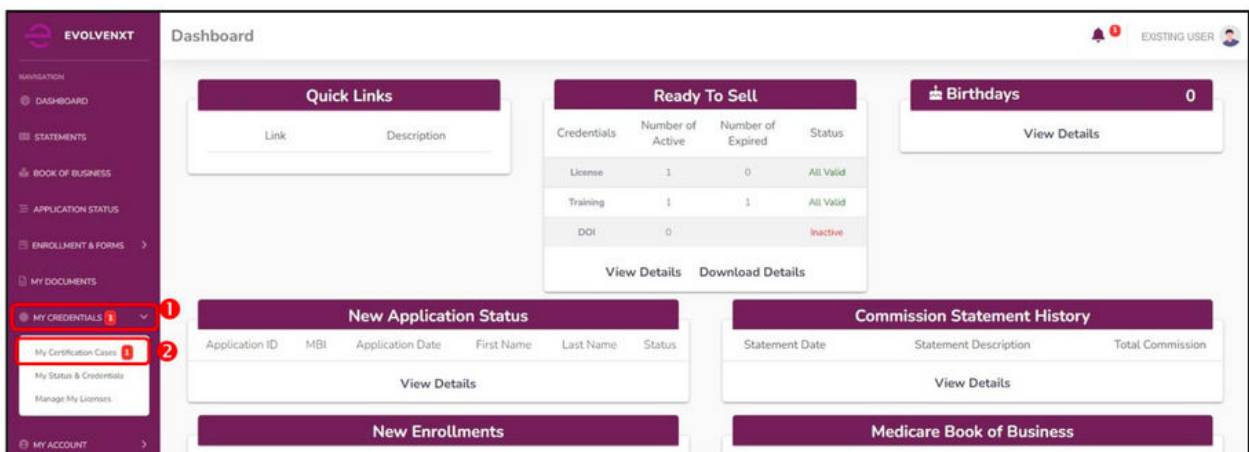 EVOLVENXT
Dashboard
1
EXISTING USER
NAVIGATION
DASHBOARD
STATEMENTS
BOOK OF BUSINESS
APPLICATION STATUS
ENROLLMENT & FORMS
MY DOCUMENTS
MY CREDENTIALS 1
1
My Certification Cases 1
2
My Status & Credentials
Manage My Licenses
MY ACCOUNT
Quick Links
Link Description
Ready To Sell
Credentials Number of Active Number of Expired Status
License 1 0 All Valid
Training 1 1 All Valid
DOI 0 Inactive
View Details Download Details
Birthdays 0
View Details
New Application Status
Application ID MBI Application Date First Name Last Name Status
View Details
Commission Statement History
Statement Date Statement Description Total Commission
View Details
New Enrollments
Medicare Book of Business